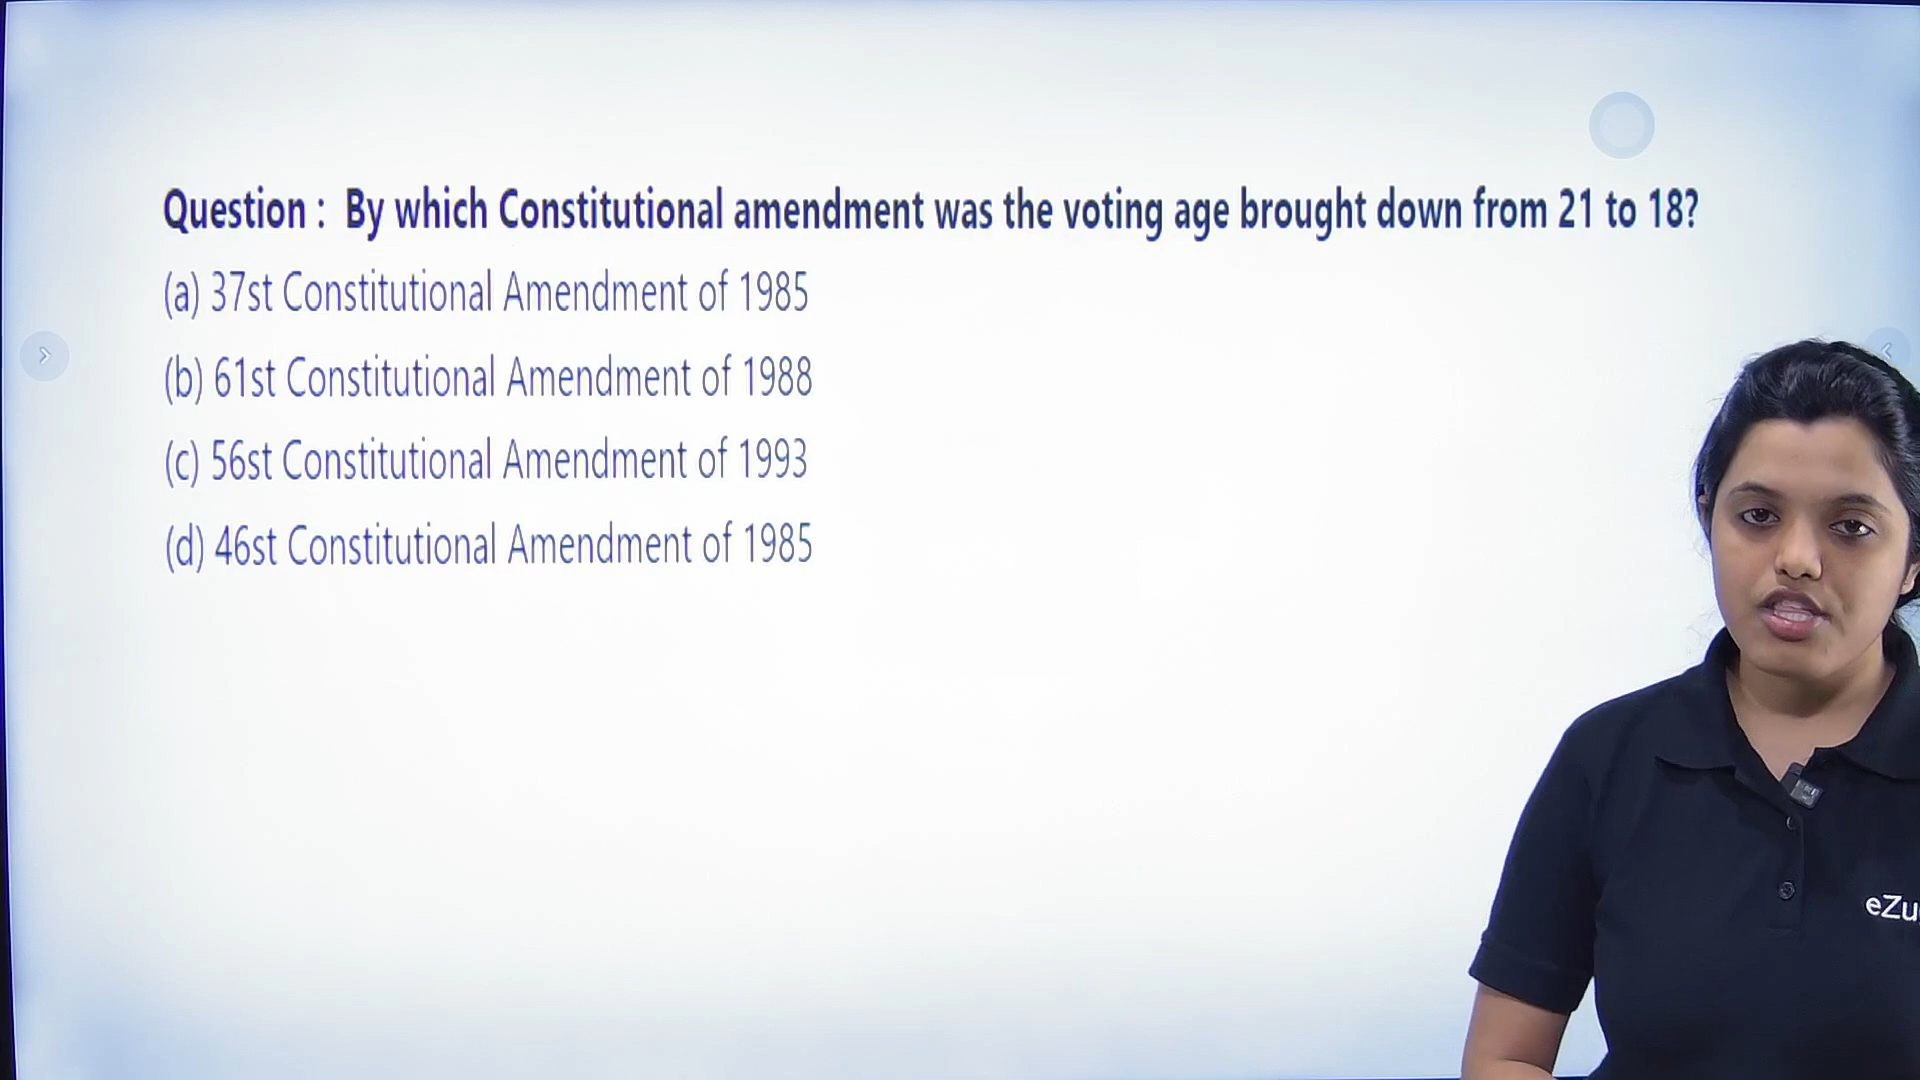 Question : By which Constitutional amendment was the voting age brought down from 21 to 18?
(a) 37st Constitutional Amendment of 1985
(b) 61st Constitutional Amendment of 1988
(c) 56st Constitutional Amendment of 1993
(d) 46st Constitutional Amendment of 1985
eZu